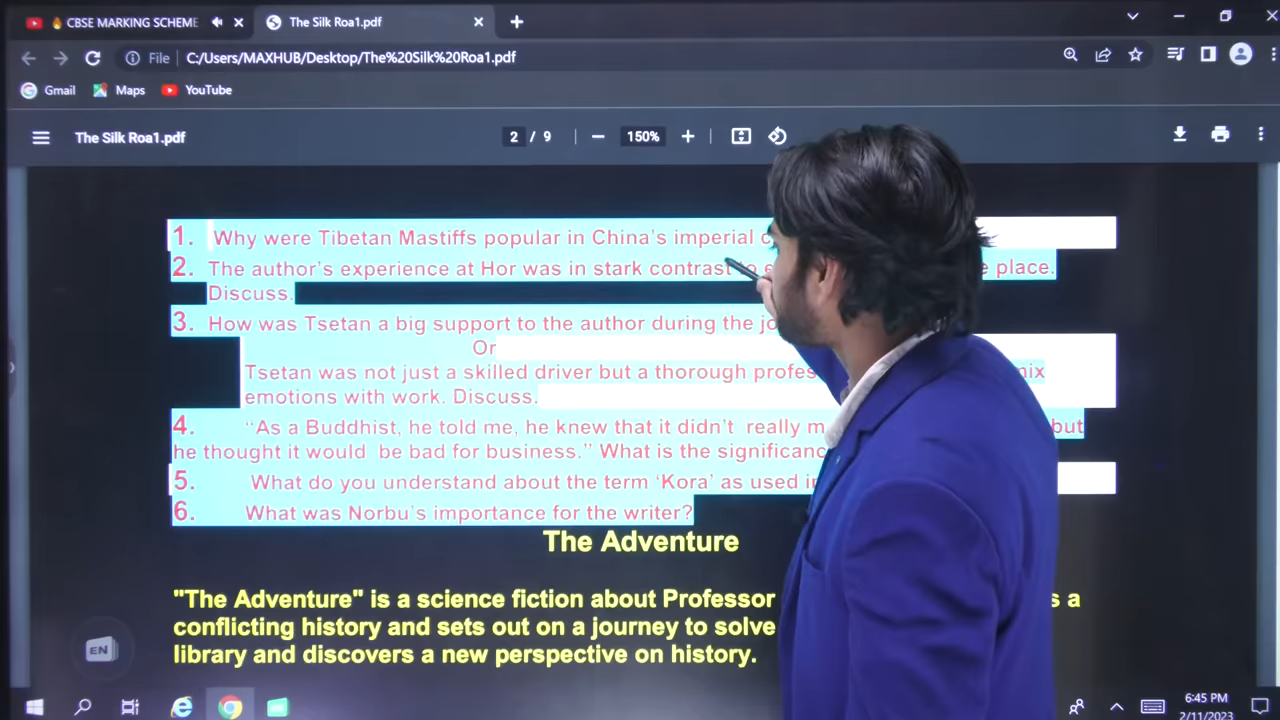 CBSE MARKING SCHEME
The Silk Roa1.pdf
File C:/Users/MAXHUB/Desktop/The%20Silk%20Roa1.pdf
Gmail Maps YouTube
The Silk Roa1.pdf 2 / 9 150%
1. Why were Tibetan Mastiffs popular in China's imperial
2. The author's experience at Hor was in stark contrast to place.
Discuss.
3. How was Tsetan a big support to the author during the
Or
Tsetan was not just a skilled driver but a thorough mix
emotions with work. Discuss.
4. "As a Buddhist, he told me, he knew that it didn't really but
he thought it would be bad for business." What is the
5. What do you understand about the term 'Kora' as used
6. What was Norbu's importance for the writer?
The Adventure
"The Adventure" is a science fiction about Professor a
conflicting history and sets out on a journey to solve
library and discovers a new perspective on history.
EN
6:45 PM
2/11/2023